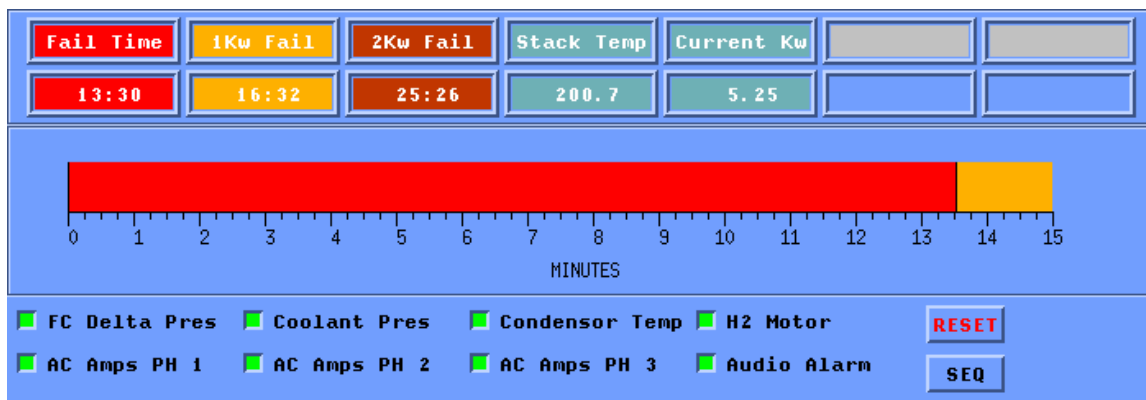 Fail Time 1Kw Fail 2Kw Fail Stack Temp Current Kw
13:30 16:32 25:26 200.7 5.25
0 1 2 3 4 5 6 7 8 9 10 11 12 13 14 15
MINUTES
FC Delta Pres Coolant Pres Condensor Temp H2 Motor RESET
AC Amps PH 1 AC Amps PH 2 AC Amps PH 3 Audio Alarm SEQ